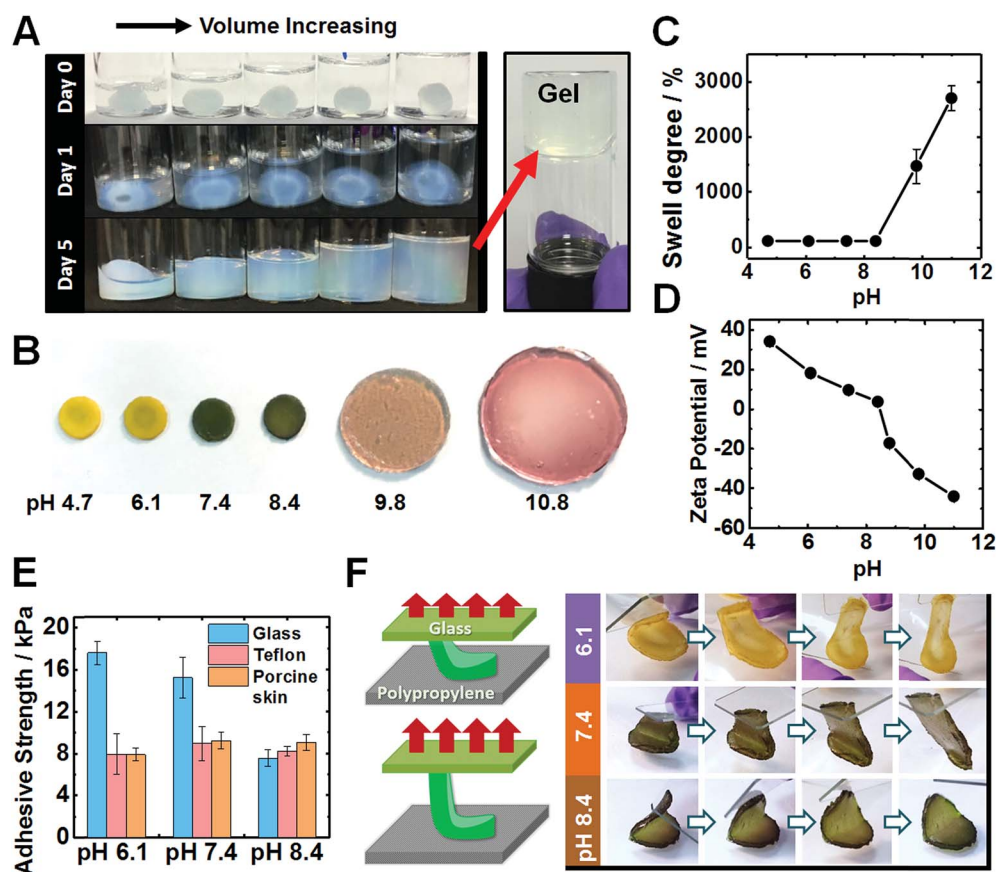 A
Volume Increasing
Day 0
Day 1
Day 5
Gel
B
pH 4.7
6.1
7.4
8.4
9.8
10.8
C
Swell degree / %
3000
2000
1000
0
4
6
8
10
12
pH
D
Zeta Potential / mV
40
20
0
-20
-40
-60
4
6
8
10
12
pH
E
Adhesive Strength / kPa
20
16
12
8
4
0
Glass
Teflon
Porcine
skin
pH 6.1
pH 7.4
pH 8.4
F
Glass
Polypropylene
6.1
7.4
pH 8.4